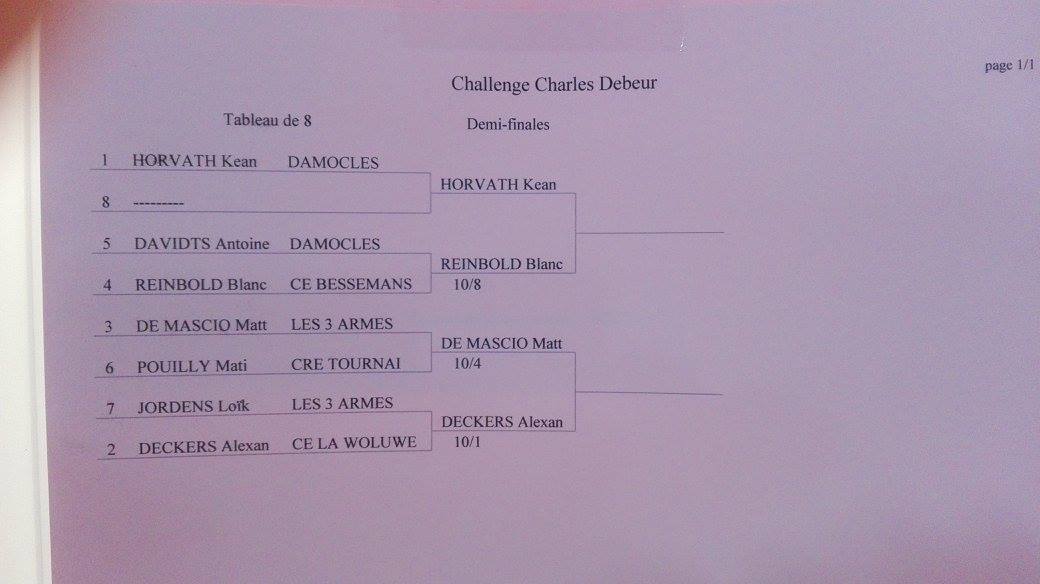 page 1/1
Challenge Charles Debeur
Tableau de 8 Demi-finales
1 HORVATH Kean DAMOCLES
HORVATH Kean
8 ---------
5 DAVIDTS Antoine DAMOCLES
REINBOLD Blanc
4 REINBOLD Blanc CE BESSEMANS 10/8
3 DE MASCIO Matt LES 3 ARMES
DE MASCIO Matt
6 POUILLY Mati CRE TOURNAI 10/4
7 JORDENS Loïk LES 3 ARMES
DECKERS Alexan
2 DECKERS Alexan CE LA WOLUWE 10/1